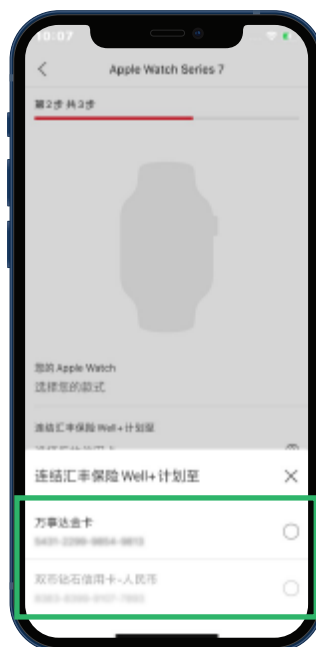 10:07
Apple Watch Series 7
第2步 共3步
您的 Apple Watch
选择您的款式
连结汇丰保险 Well+ 计划至
连结汇丰保险 Well+ 计划至
万事达金卡
双币钻石信用卡-人民币